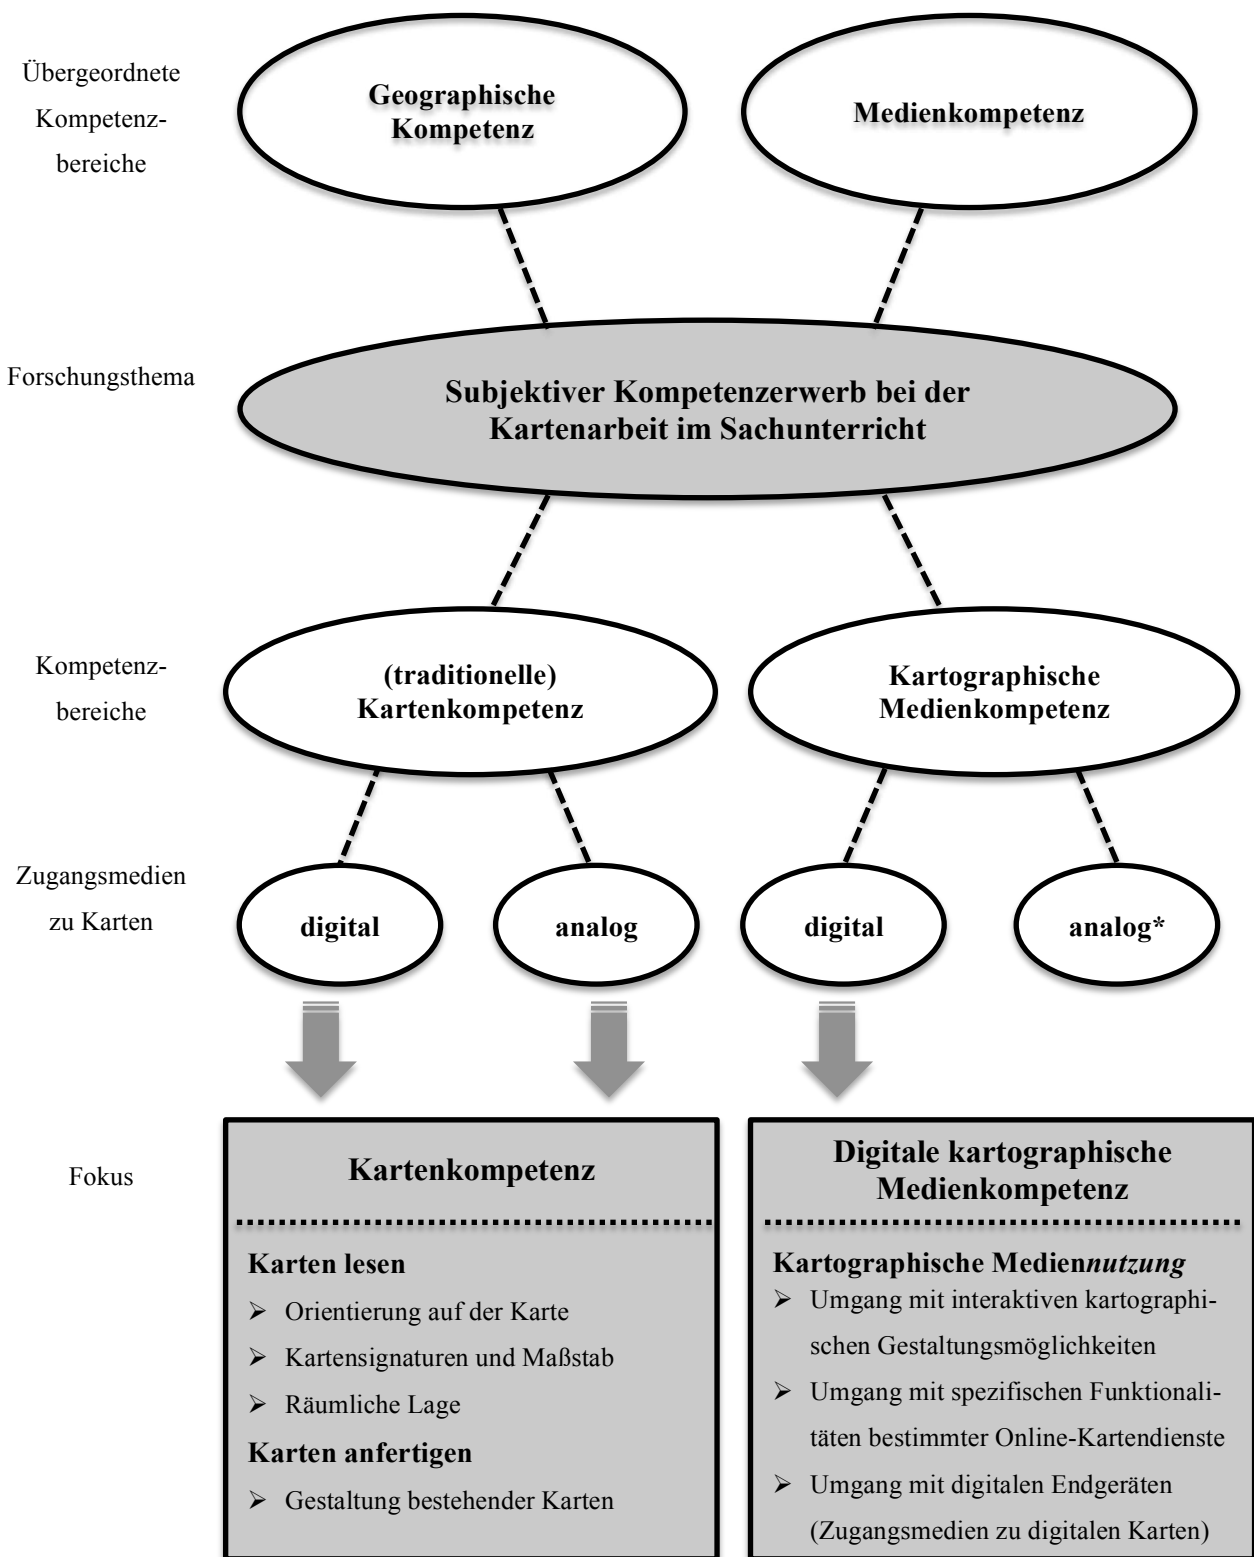 Übergeordnete
Kompetenz-
bereiche
Geographische
Kompetenz
Medienkompetenz
Forschungsthema
Subjektiver Kompetenzerwerb bei der
Kartenarbeit im Sachunterricht
Kompetenz-
bereiche
(traditionelle)
Kartenkompetenz
Kartographische
Medienkompetenz
Zugangsmedien
zu Karten
digital
analog
digital
analog*
Fokus
Kartenkompetenz
Karten lesen
➢ Orientierung auf der Karte
➢ Kartensignaturen und Maßstab
➢ Räumliche Lage
Karten anfertigen
➢ Gestaltung bestehender Karten
Digitale kartographische
Medienkompetenz
Kartographische Mediennutzung
➢ Umgang mit interaktiven kartographi-
schen Gestaltungsmöglichkeiten
➢ Umgang mit spezifischen Funktionali-
täten bestimmter Online-Kartendienste
➢ Umgang mit digitalen Endgeräten
(Zugangsmedien zu digitalen Karten)